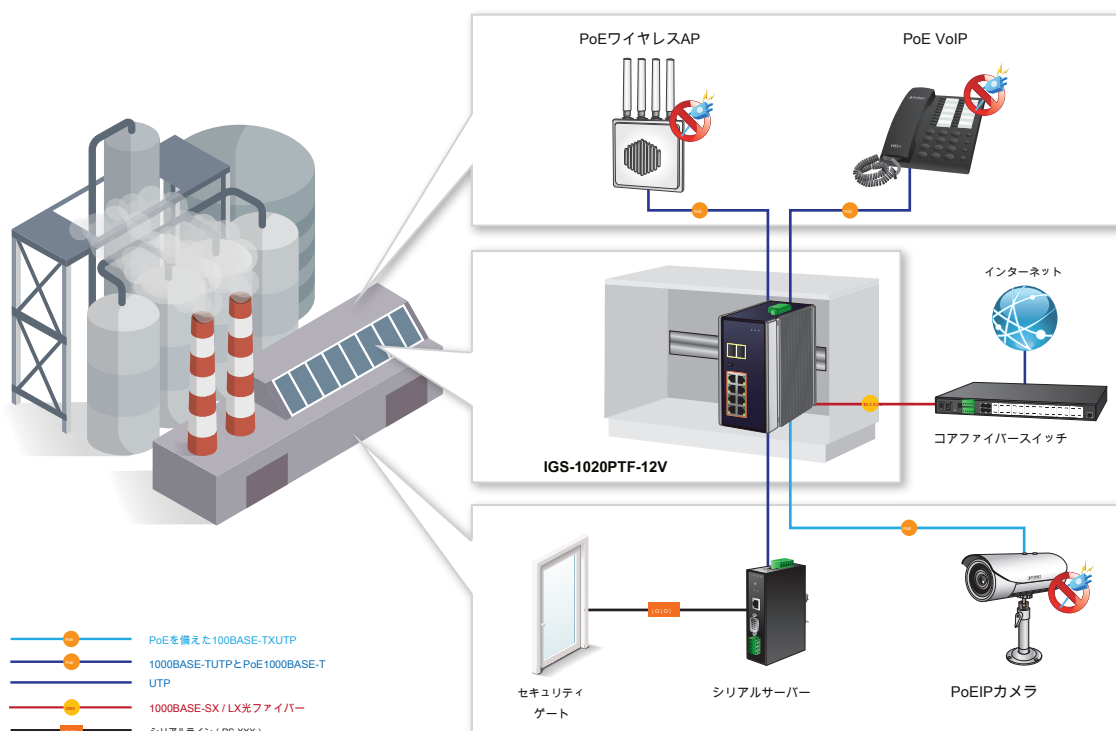 PoEワイヤレスAP
PoE VoIP
インターネット
コアファイバースイッチ
IGS-1020PTF-12V
セキュリティ
ゲート
シリアルサーバー
PoEIPカメラ
PoEを備えた100BASE-TXUTP
1000BASE-TUTPとPoE1000BASE-T
UTP
1000BASE-SX / LX光ファイバー